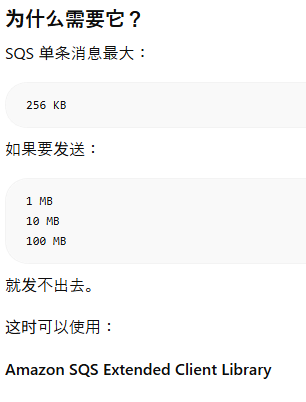 为什么需要它？
SQS 单条消息最大：
256 KB
如果要发送：
1 MB
10 MB
100 MB
就发不出去。
这时可以使用：
Amazon SQS Extended Client Library